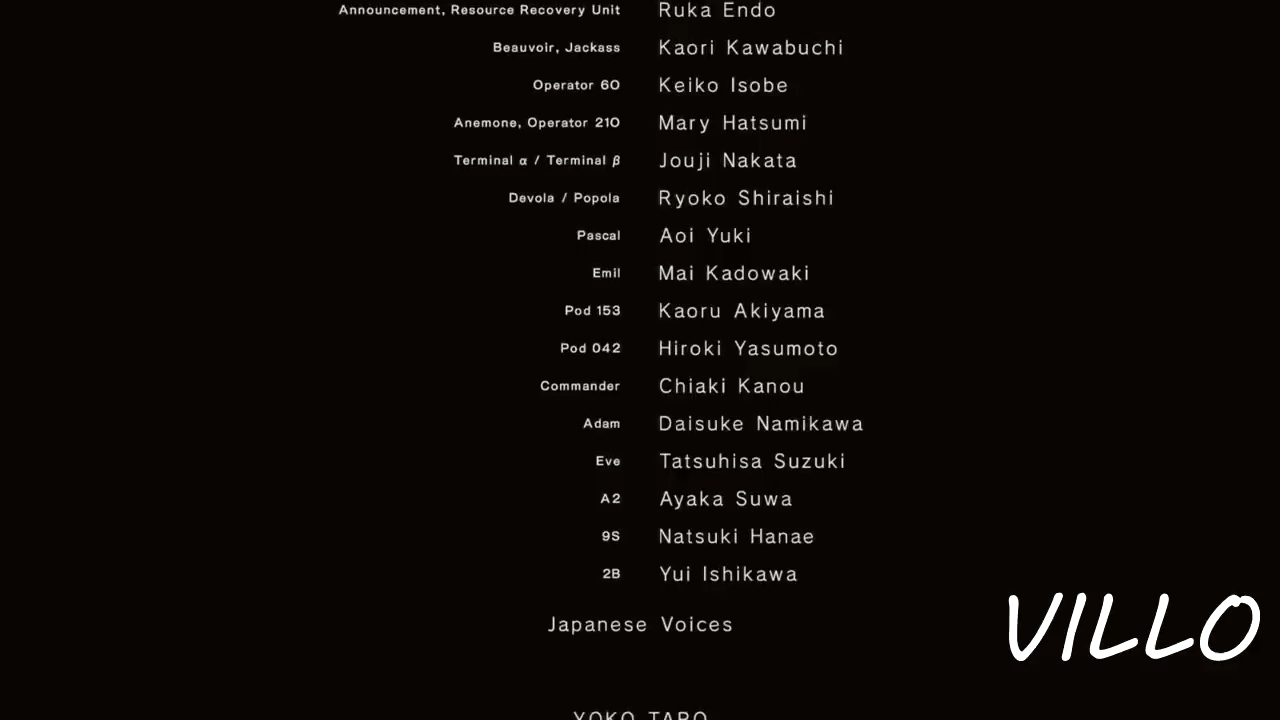 Announcement, Resource Recovery Unit Ruka Endo
Beauvoir, Jackass Kaori Kawabuchi
Operator 6O Keiko Isobe
Anemone, Operator 21O Mary Hatsumi
Terminal α / Terminal β Jouji Nakata
Devola / Popola Ryoko Shiraishi
Pascal Aoi Yuki
Emil Mai Kadowaki
Pod 153 Kaoru Akiyama
Pod 042 Hiroki Yasumoto
Commander Chiaki Kanou
Adam Daisuke Namikawa
Eve Tatsuhisa Suzuki
A2 Ayaka Suwa
9S Natsuki Hanae
2B Yui Ishikawa
Japanese Voices
VILLO
YOKO TARO